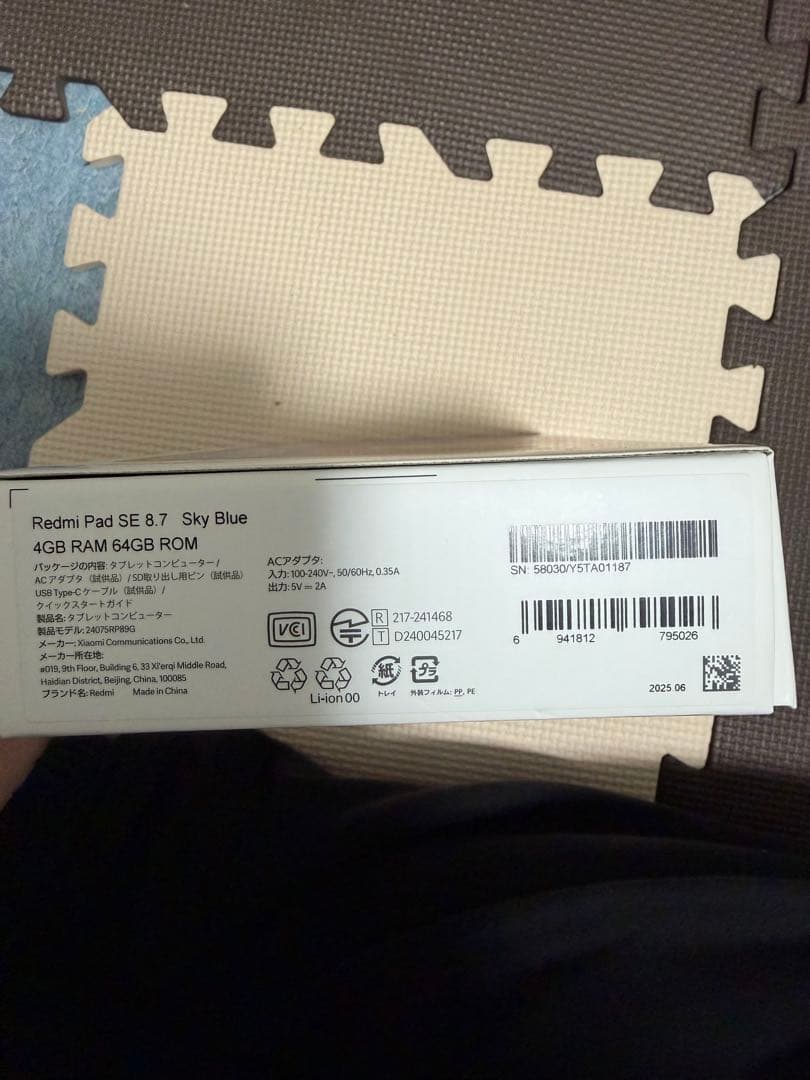 Redmi Pad SE 8.7 Sky Blue
4GB RAM 64GB ROM
パッケージの内容: タブレットコンピューター /
ACアダプタ（試供品）/ SD取り出し用ピン（試供品）
USB Type-C ケーブル（試供品）/
クイックスタートガイド
製品名: タブレットコンピューター
製品モデル: 24075RP89G
メーカー: Xiaomi Communications Co., Ltd.
メーカー所在地:
#019, 9th Floor, Building 6, 33 Xi'erqi Middle Road,
Haidian District, Beijing, China, 100085
ブランド名: Redmi Made in China
ACアダプタ:
入力: 100-240V~, 50/60Hz, 0.35A
出力: 5V⎓2A
VCCI
R 217-241468
T D240045217
Li-ion 00
紙
トレイ
プラ
外装フィルム: PP, PE
SN: 58030/Y5TA01187
6 941812 795026
2025.06